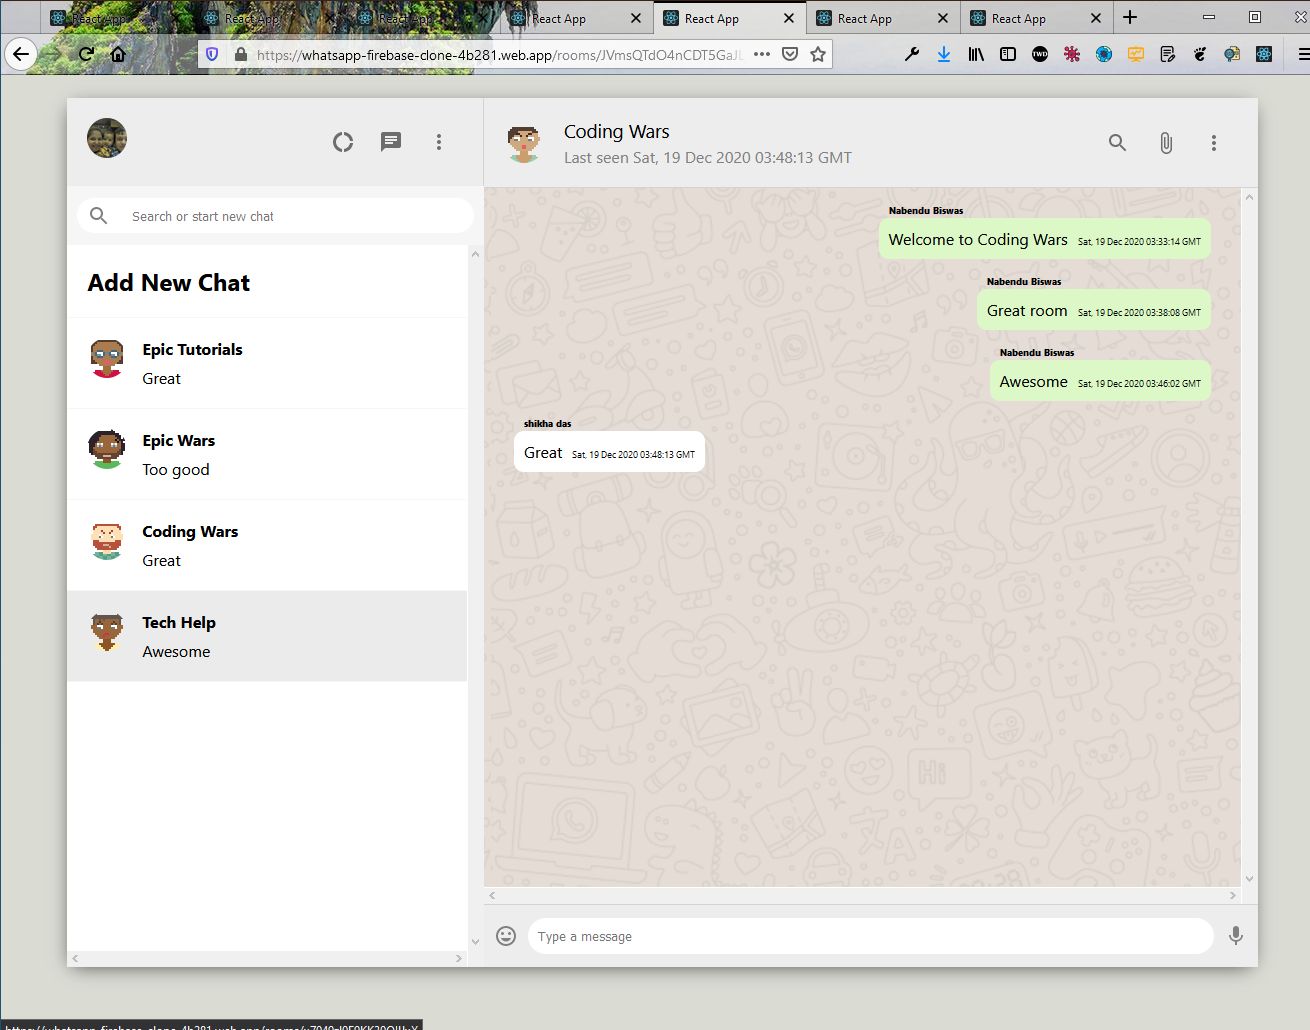 React App
React App
React App
React App
React App
React App
React App
https://whatsapp-firebase-clone-4b281.web.app/rooms/JVmsQTdO4nCDT5GaJL
TWD
Coding Wars
Last seen Sat, 19 Dec 2020 03:48:13 GMT
Search or start new chat
Add New Chat
Epic Tutorials
Great
Epic Wars
Too good
Coding Wars
Great
Tech Help
Awesome
Nabendu Biswas
Welcome to Coding Wars Sat, 19 Dec 2020 03:33:14 GMT
Nabendu Biswas
Great room Sat, 19 Dec 2020 03:38:08 GMT
Nabendu Biswas
Awesome Sat, 19 Dec 2020 03:46:02 GMT
shikha das
Great Sat, 19 Dec 2020 03:48:13 GMT
Hi
Type a message